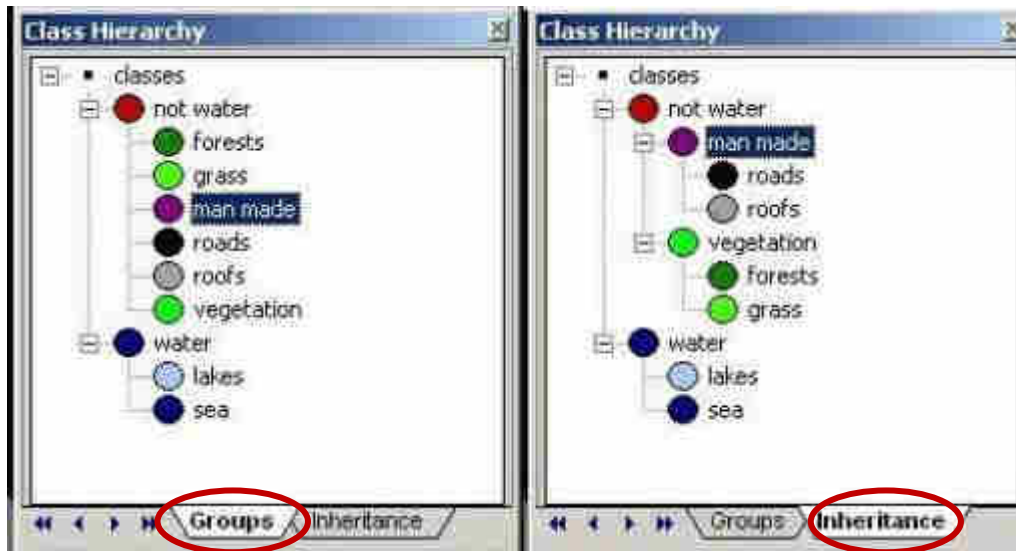 Class Hierarchy
classes
not water
forests
grass
man made
roads
roofs
vegetation
water
lakes
sea
Groups Inheritance
Class Hierarchy
classes
not water
man made
roads
roofs
vegetation
forests
grass
water
lakes
sea
Groups Inheritance